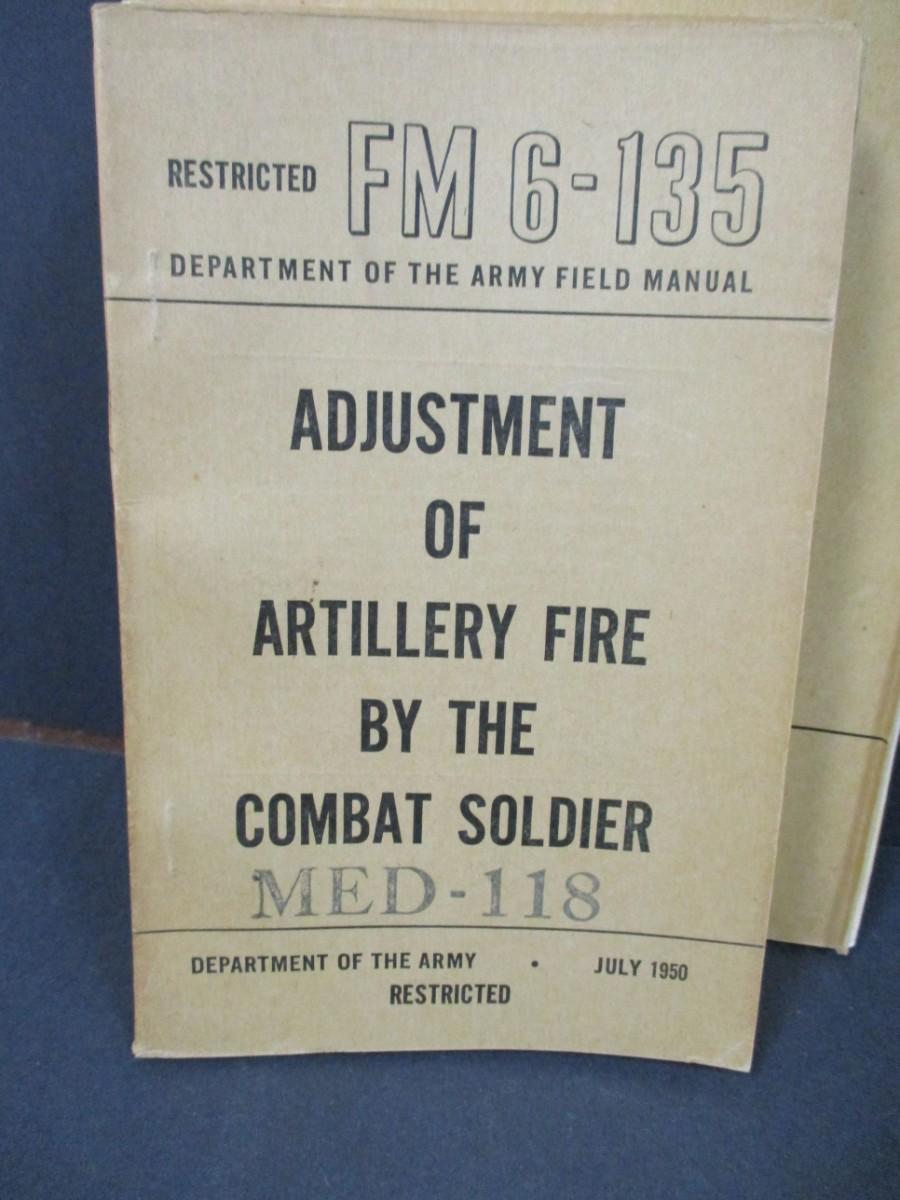 RESTRICTED FM 6-135
DEPARTMENT OF THE ARMY FIELD MANUAL
ADJUSTMENT
OF
ARTILLERY FIRE
BY THE
COMBAT SOLDIER
MED-118
DEPARTMENT OF THE ARMY • JULY 1950
RESTRICTED